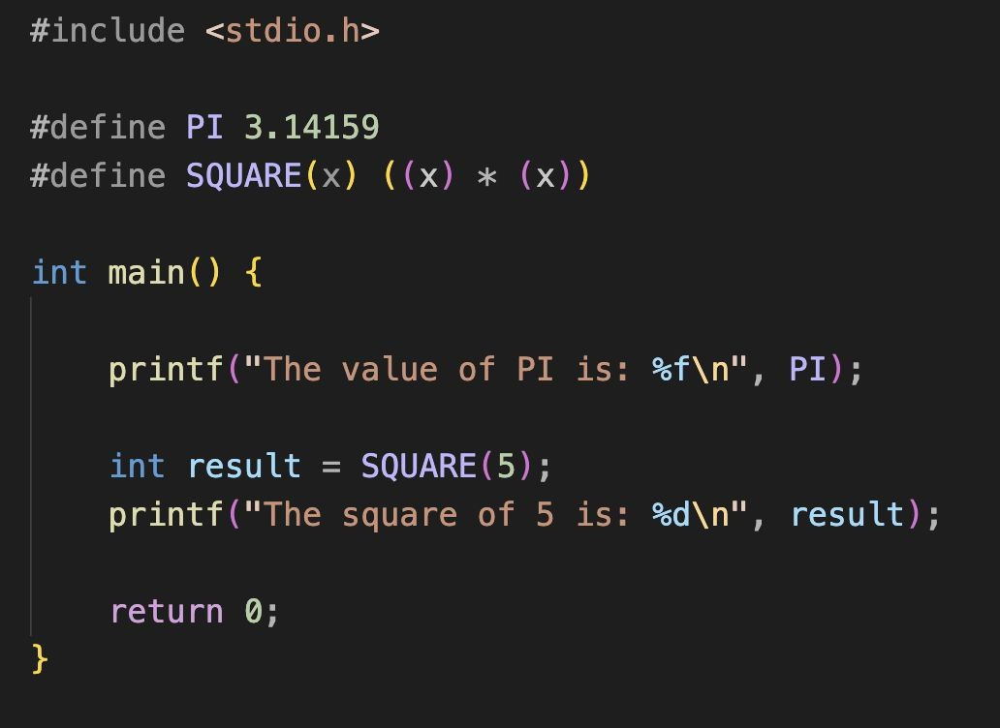 #include <stdio.h>
#define PI 3.14159
#define SQUARE(x) ((x) * (x))
int main() {
printf("The value of PI is: %f\n", PI);
int result = SQUARE(5);
printf("The square of 5 is: %d\n", result);
return 0;
}